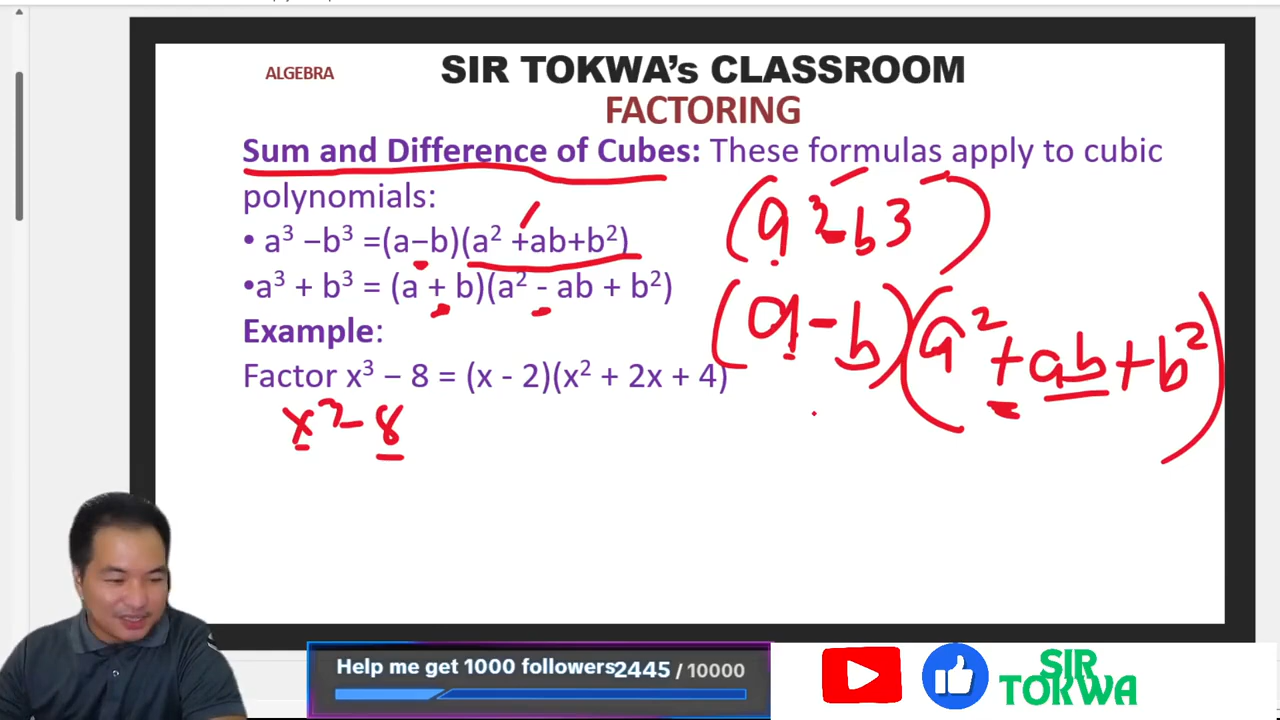 ALGEBRA
SIR TOKWA's CLASSROOM
FACTORING
Sum and Difference of Cubes: These formulas apply to cubic
polynomials:
• a³ −b³ =(a−b)(a² +ab+b²)
•a³ + b³ = (a + b)(a² - ab + b²)
Example:
Factor x³ − 8 = (x - 2)(x² + 2x + 4)
(a³-b3)
(a-b)(a²+ab+b²)
x³-8
Help me get 1000 followers 2445 / 10000
SIR
TOKWA